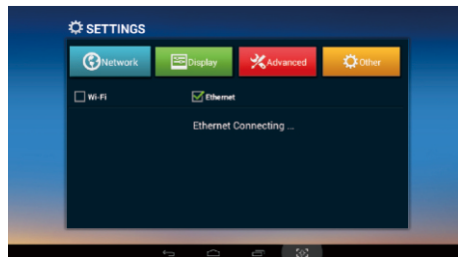 SETTINGS
Network Display Advanced Other
Wi-Fi Ethernet
Ethernet Connecting ...